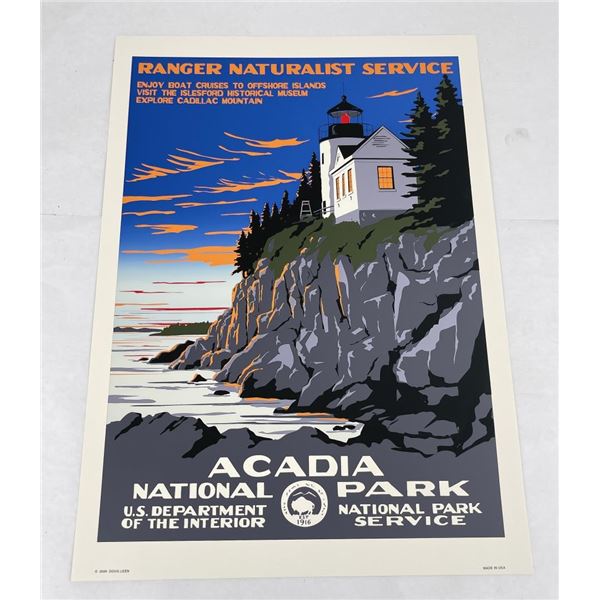 RANGER NATURALIST SERVICE
ENJOY BOAT CRUISES TO OFFSHORE ISLANDS
VISIT THE ISLESFORD HISTORICAL MUSEUM
EXPLORE CADILLAC MOUNTAIN
ACADIA
NATIONAL PARK
U.S. DEPARTMENT
OF THE INTERIOR
EST
1916
NATIONAL PARK
SERVICE
MADE IN USA